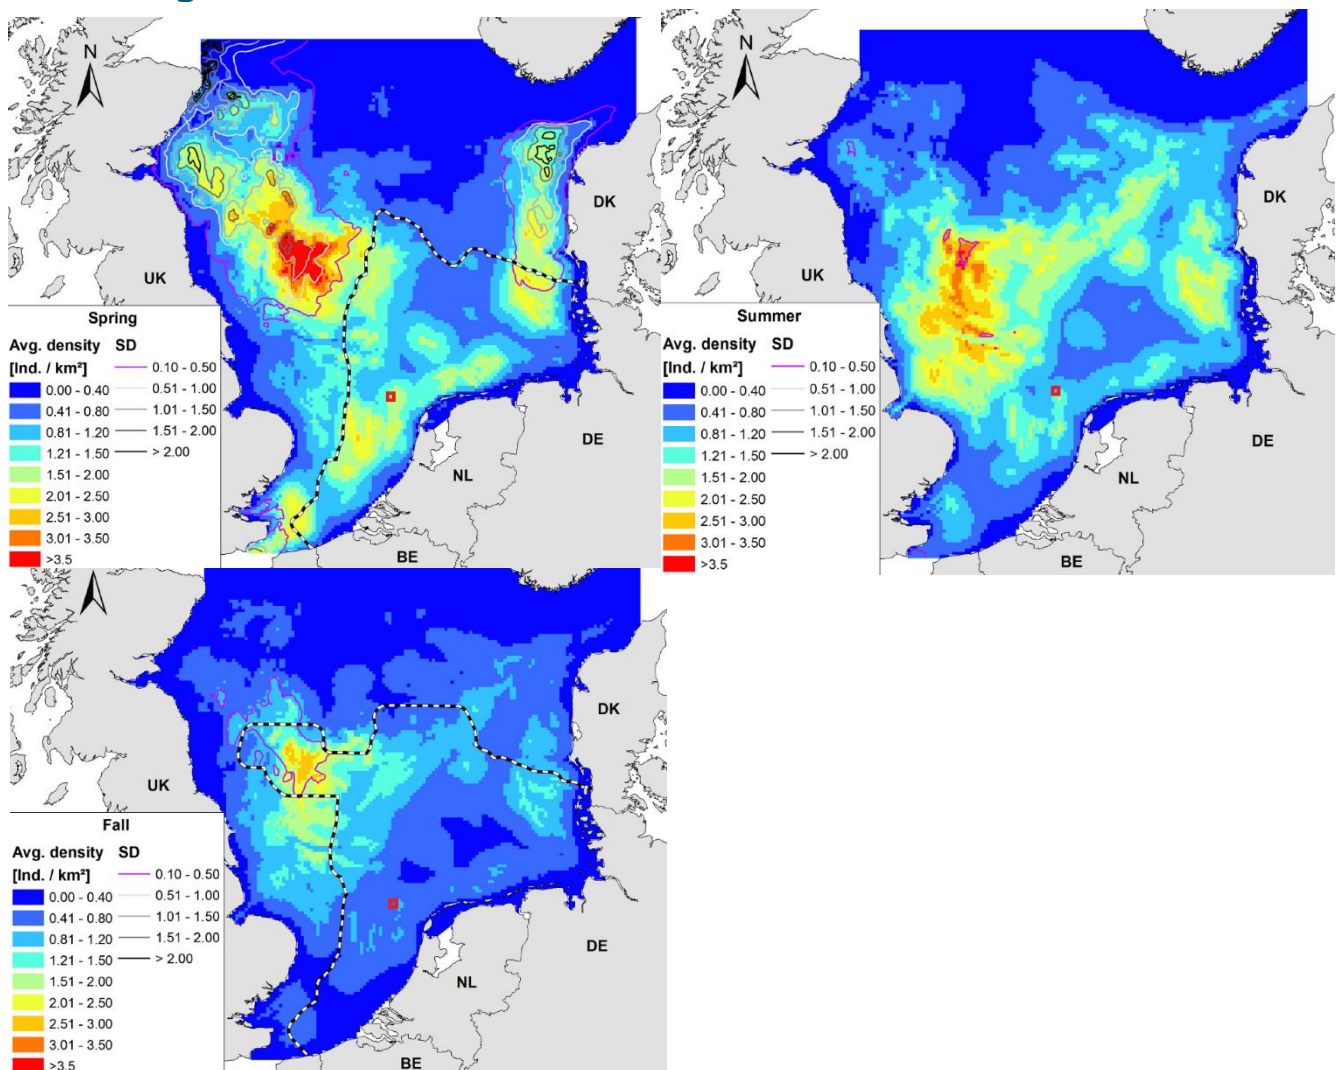 N
DK
UK
NL
DE
BE
Spring
Avg. density SD
[Ind. / km²]
0.00 - 0.40
0.41 - 0.80
0.81 - 1.20
1.21 - 1.50
1.51 - 2.00
2.01 - 2.50
2.51 - 3.00
3.01 - 3.50
>3.5
0.10 - 0.50
0.51 - 1.00
1.01 - 1.50
1.51 - 2.00
> 2.00
N
DK
UK
NL
DE
BE
Summer
Avg. density SD
[Ind. / km²]
0.00 - 0.40
0.41 - 0.80
0.81 - 1.20
1.21 - 1.50
1.51 - 2.00
2.01 - 2.50
2.51 - 3.00
3.01 - 3.50
>3.5
0.10 - 0.50
0.51 - 1.00
1.01 - 1.50
1.51 - 2.00
> 2.00
DK
UK
NL
DE
BE
Fall
Avg. density SD
[Ind. / km²]
0.00 - 0.40
0.41 - 0.80
0.81 - 1.20
1.21 - 1.50
1.51 - 2.00
2.01 - 2.50
2.51 - 3.00
3.01 - 3.50
>3.5
0.10 - 0.50
0.51 - 1.00
1.01 - 1.50
1.51 - 2.00
> 2.00